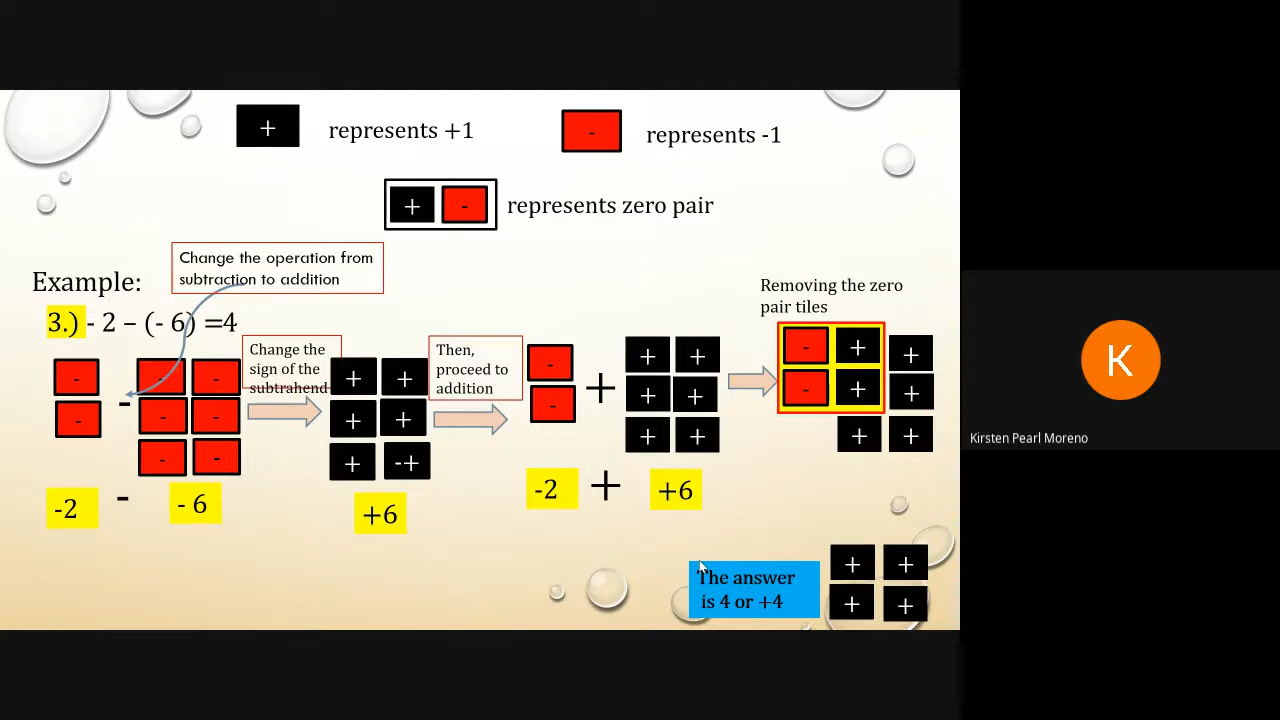 + represents +1
- represents -1
+ - represents zero pair
Change the operation from
subtraction to addition
Example:
3.) - 2 – (- 6) =4
Removing the zero
pair tiles
Change the
sign of the
subtrahend
Then,
proceed to
addition
- - - + + - + + - + +
- - - - + + - + + + - + +
- - + -+ + + + +
-2 - - 6 +6 -2 + +6
The answer
is 4 or +4
+ +
+ +
K
Kirsten Pearl Moreno